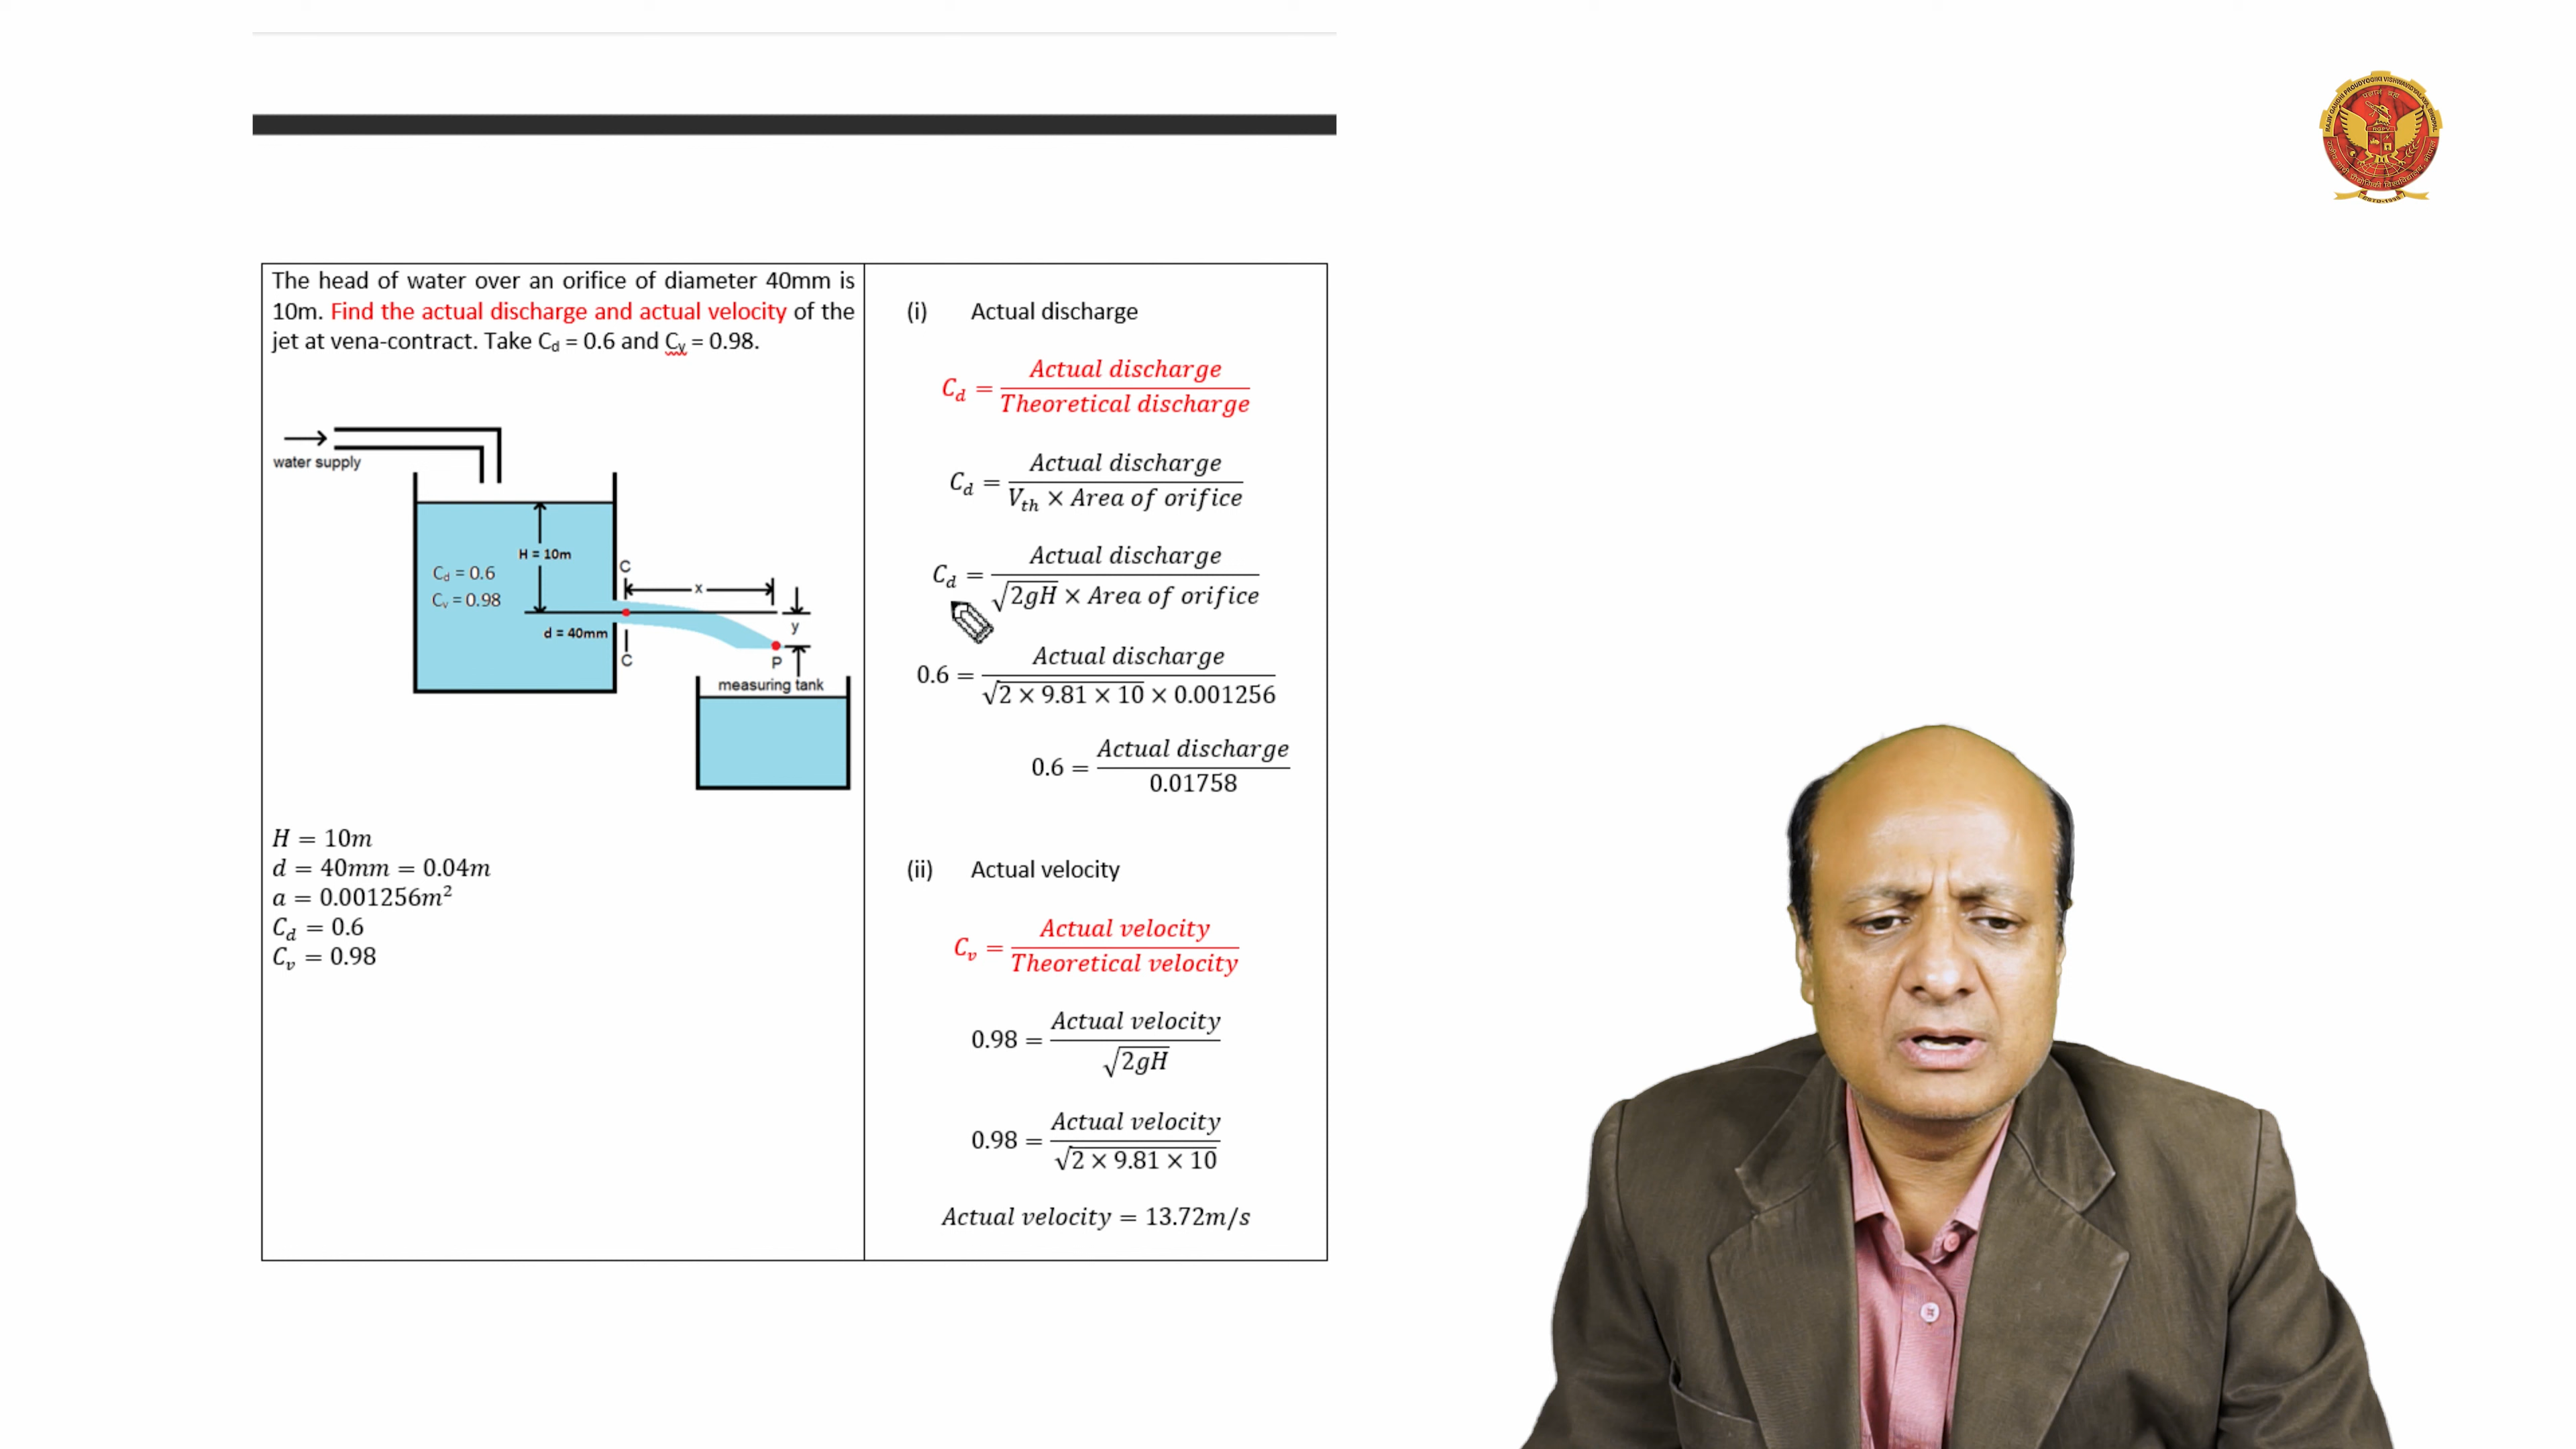 The head of water over an orifice of diameter 40mm is
10m. Find the actual discharge and actual velocity of the
jet at vena-contract. Take Cd = 0.6 and Cv = 0.98.
water supply
H = 10m
Cd = 0.6
Cv = 0.98
C
x
y
d = 40mm
C
P
measuring tank
H = 10m
d = 40mm = 0.04m
a = 0.001256m²
Cd = 0.6
Cv = 0.98
(i) Actual discharge
Cd = Actual discharge / Theoretical discharge
Cd = Actual discharge / Vth × Area of orifice
Cd = Actual discharge / √2gH × Area of orifice
0.6 = Actual discharge / √2 × 9.81 × 10 × 0.001256
0.6 = Actual discharge / 0.01758
(ii) Actual velocity
Cv = Actual velocity / Theoretical velocity
0.98 = Actual velocity / √2gH
0.98 = Actual velocity / √2 × 9.81 × 10
Actual velocity = 13.72m/s
RAJIV GANDHI PROUDYOGIKI VISHWAVIDYALAYA, BHOPAL